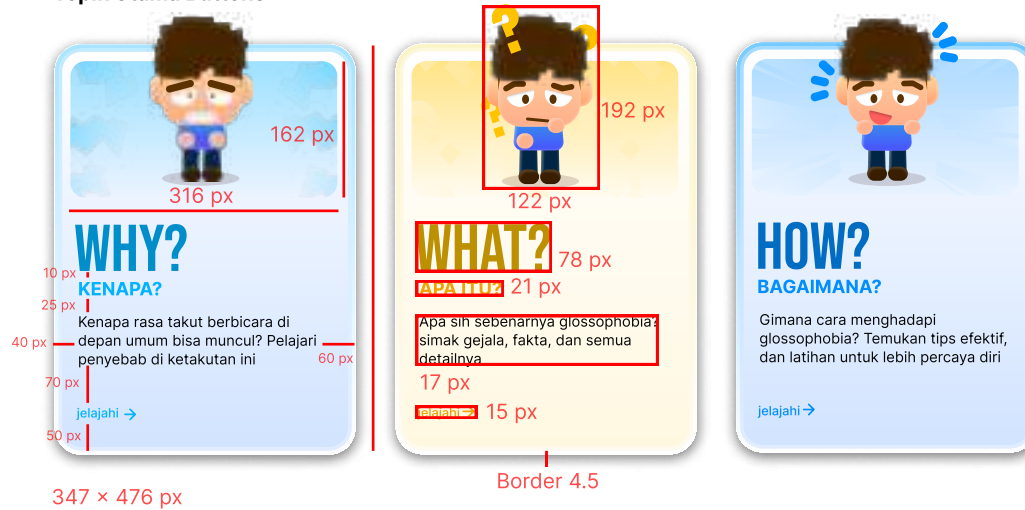 162 px
316 px
WHY?
10 px
KENAPA?
25 px
Kenapa rasa takut berbicara di
depan umum bisa muncul? Pelajari
penyebab di ketakutan ini
40 px
60 px
70 px
jelajahi →
50 px
347 × 476 px
?
?
?
192 px
122 px
WHAT?
78 px
APA ITU?
21 px
Apa sih sebenarnya glossophobia?
simak gejala, fakta, dan semua
detailnya
17 px
jelajahi →
15 px
Border 4.5
HOW?
BAGAIMANA?
Gimana cara menghadapi
glossophobia? Temukan tips efektif,
dan latihan untuk lebih percaya diri
jelajahi →